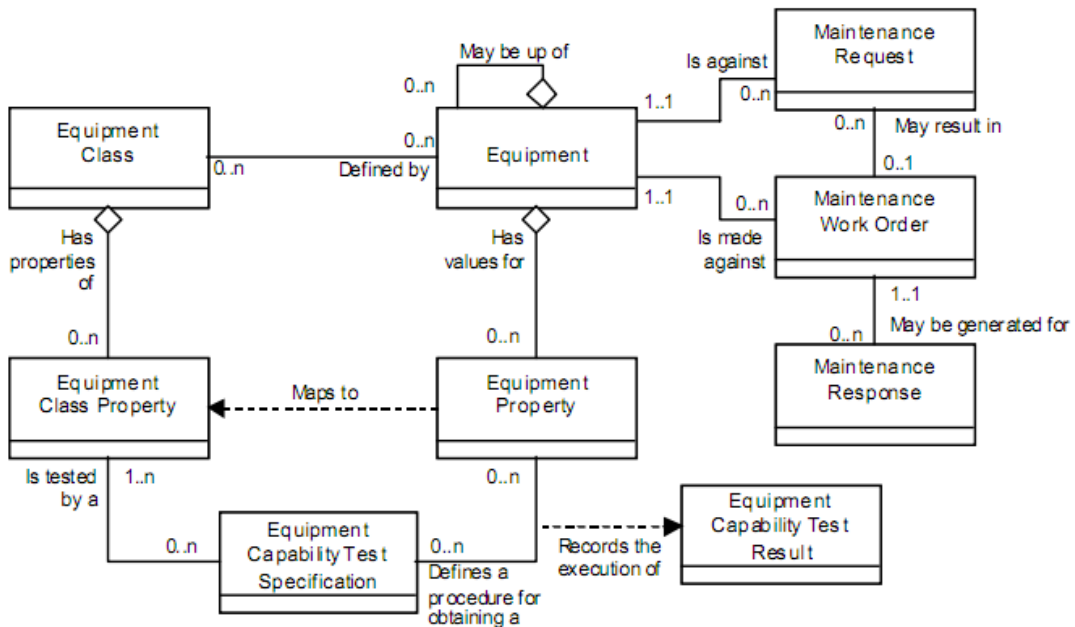 May be up of
0..n
Is against
Maintenance
Request
1..1
0..n
Equipment
Class
0..n
Equipment
0..n
Defined by
0..n
May result in
0..1
1..1
0..n
Maintenance
Work Order
Is made
against
Has
properties
of
Has
values for
1..1
May be generated for
0..n
0..n
0..n
Maintenance
Response
Equipment
Class Property
Maps to
Equipment
Property
Is tested
by a
1..n
0..n
Equipment
Capability Test
Result
0..n
Equipment
Capability Test
Specification
0..n
Defines a
procedure for
obtaining a
Records the
execution of